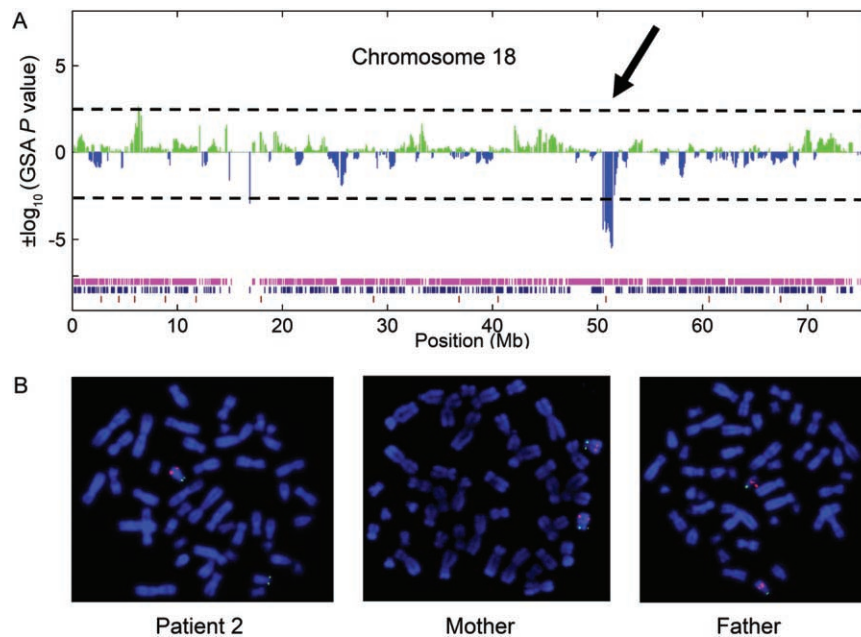 A
Chromosome 18
±log₁₀ (GSA P value)
5
0
-5
0 10 20 30 40 50 60 70
Position (Mb)
B
Patient 2 Mother Father